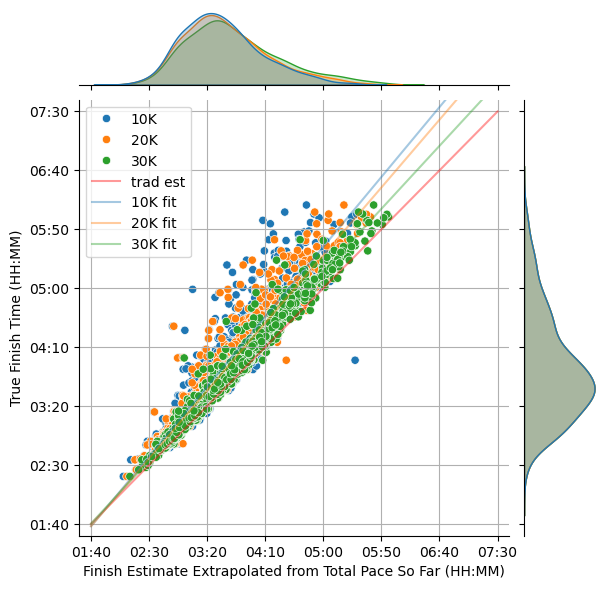 07:30
06:40
05:50
05:00
04:10
03:20
02:30
01:40
True Finish Time (HH:MM)
10K
20K
30K
trad est
10K fit
20K fit
30K fit
01:40 02:30 03:20 04:10 05:00 05:50 06:40 07:30
Finish Estimate Extrapolated from Total Pace So Far (HH:MM)